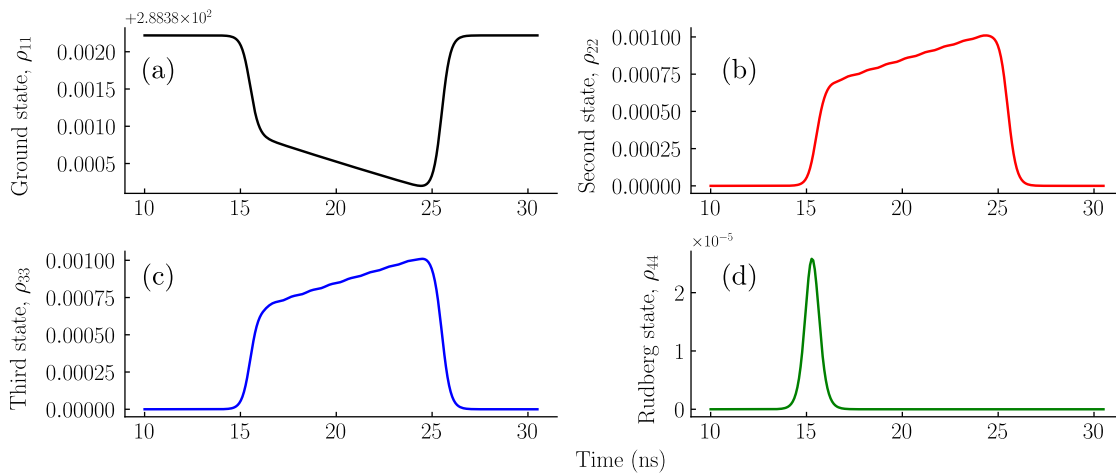 +2.8838×10²
Ground state, ρ₁₁
0.0020
0.0015
0.0010
0.0005
(a)
10 15 20 25 30
Second state, ρ₂₂
0.00100
0.00075
0.00050
0.00025
0.00000
(b)
10 15 20 25 30
Third state, ρ₃₃
0.00100
0.00075
0.00050
0.00025
0.00000
(c)
10 15 20 25 30
×10⁻⁵
Rudberg state, ρ₄₄
2
1
0
(d)
10 15 20 25 30
Time (ns)